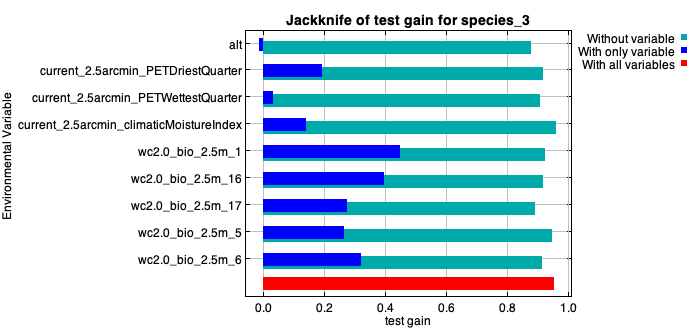 Jackknife of test gain for species_3
Without variable
With only variable
With all variables
Environmental Variable
alt
current_2.5arcmin_PETDriestQuarter
current_2.5arcmin_PETWettestQuarter
current_2.5arcmin_climaticMoistureIndex
wc2.0_bio_2.5m_1
wc2.0_bio_2.5m_16
wc2.0_bio_2.5m_17
wc2.0_bio_2.5m_5
wc2.0_bio_2.5m_6
0.0 0.2 0.4 0.6 0.8 1.0
test gain